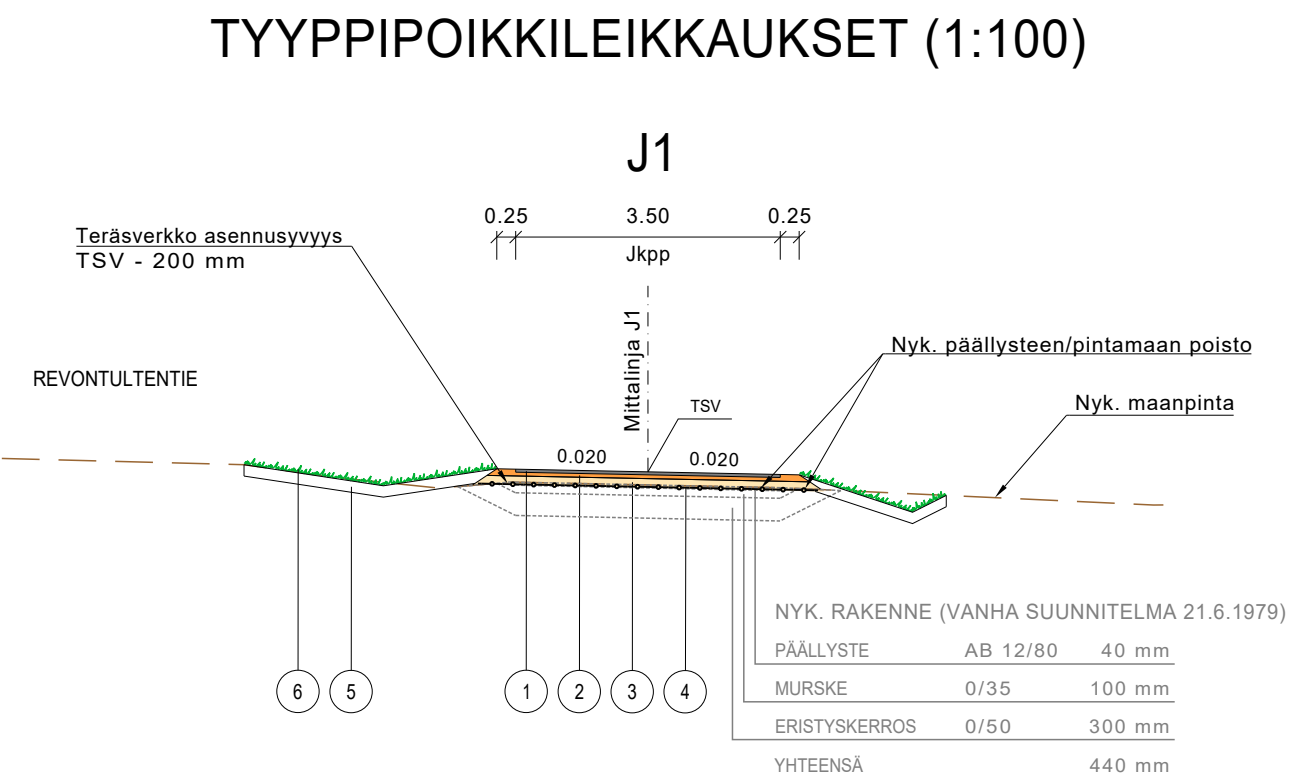 TYYPPIPOIKKILEIKKAUKSET (1:100)
J1
0.25 3.50 0.25
Jkpp
Teräsverkko asennusyvyys
TSV - 200 mm
Mittalinja J1
Nyk. päällysteen/pintamaan poisto
REVONTULTENTIE
TSV
Nyk. maanpinta
0.020 0.020
6 5 1 2 3 4
NYK. RAKENNE (VANHA SUUNNITELMA 21.6.1979)
PÄÄLLYSTE AB 12/80 40 mm
MURSKE 0/35 100 mm
ERISTYSKERROS 0/50 300 mm
YHTEENSÄ 440 mm